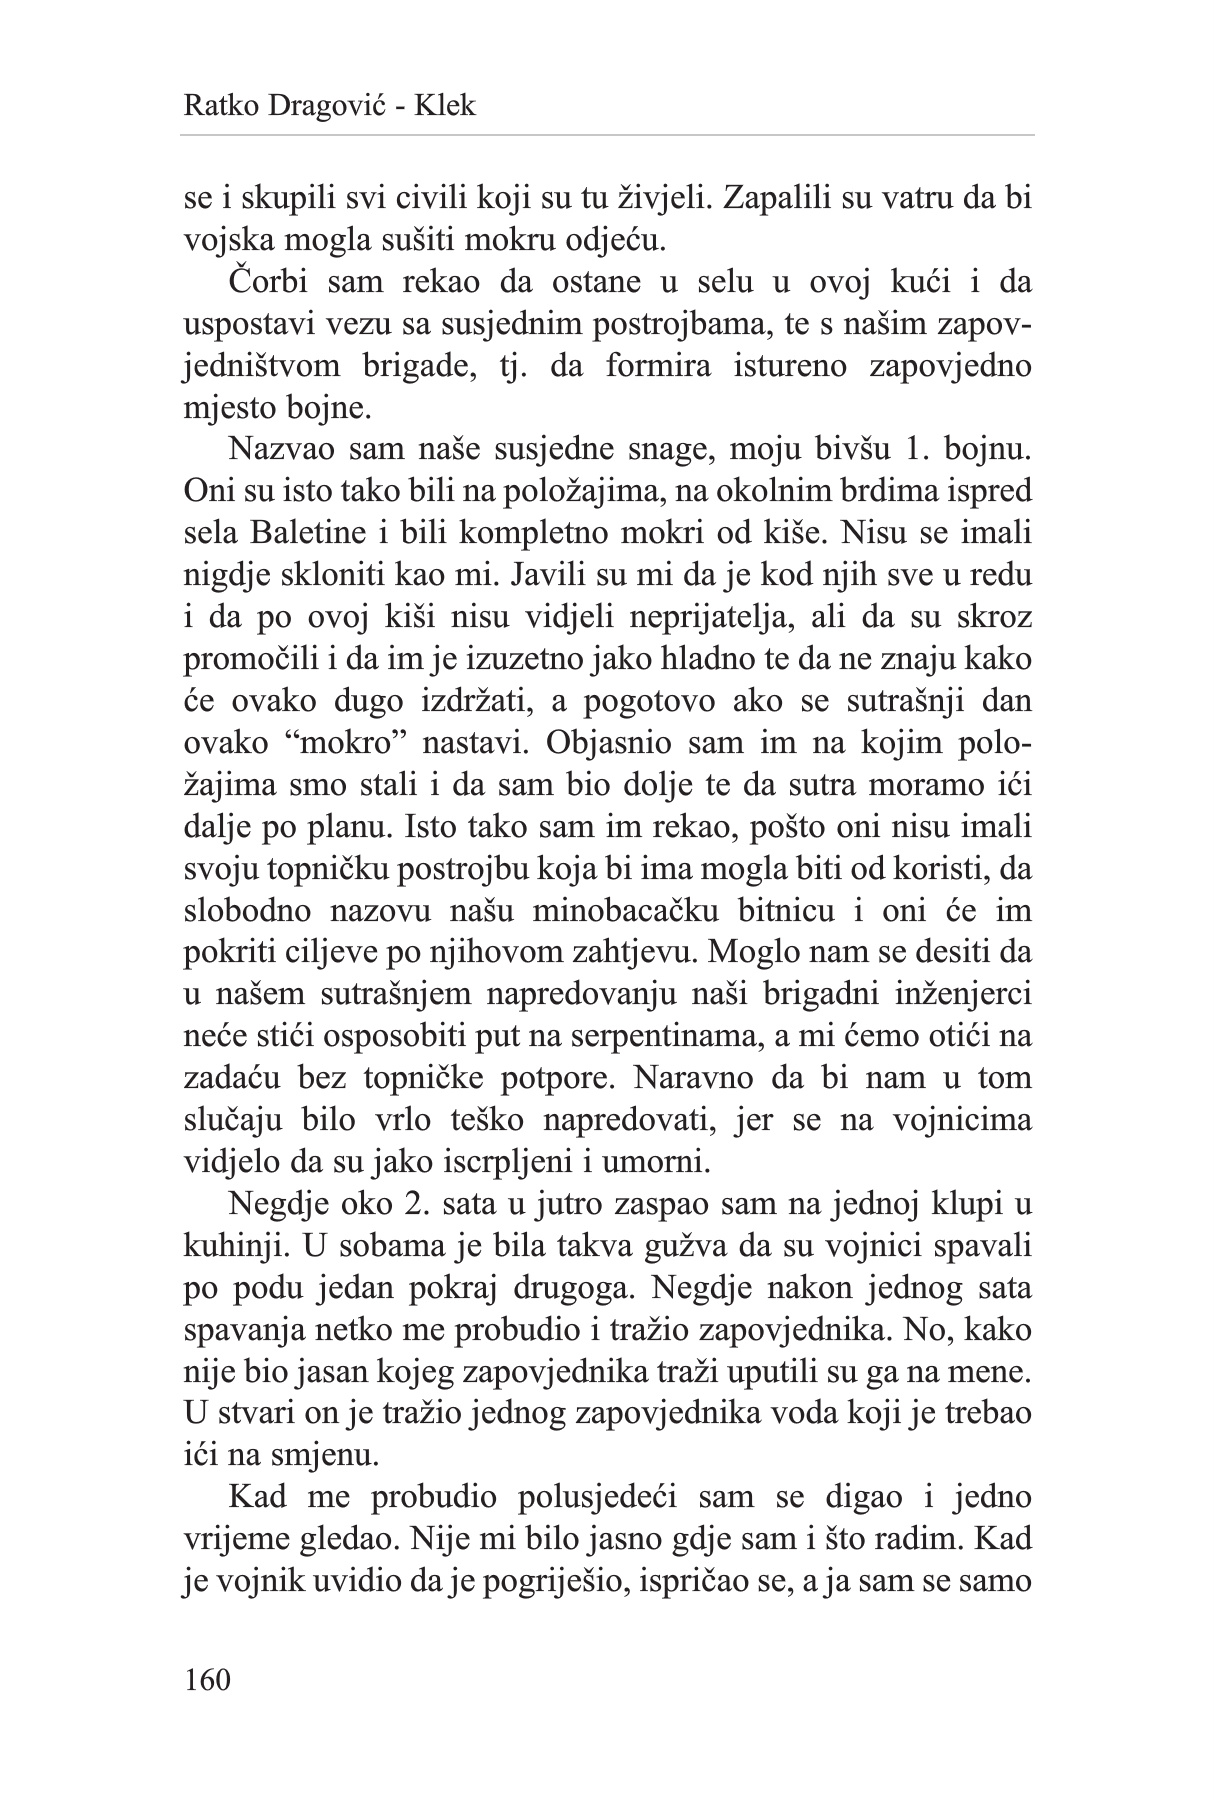 Ratko Dragović - Klek
se i skupili svi civili koji su tu živjeli. Zapalili su vatru da bi
vojska mogla sušiti mokru odjeću.
Čorbi sam rekao da ostane u selu u ovoj kući i da
uspostavi vezu sa susjednim postrojbama, te s našim zapov-
jedništvom brigade, tj. da formira istureno zapovjedno
mjesto bojne.
Nazvao sam naše susjedne snage, moju bivšu 1. bojnu.
Oni su isto tako bili na položajima, na okolnim brdima ispred
sela Baletine i bili kompletno mokri od kiše. Nisu se imali
nigdje skloniti kao mi. Javili su mi da je kod njih sve u redu
i da po ovoj kiši nisu vidjeli neprijatelja, ali da su skroz
promočili i da im je izuzetno jako hladno te da ne znaju kako
će ovako dugo izdržati, a pogotovo ako se sutrašnji dan
ovako “mokro” nastavi. Objasnio sam im na kojim polo-
žajima smo stali i da sam bio dolje te da sutra moramo ići
dalje po planu. Isto tako sam im rekao, pošto oni nisu imali
svoju topničku postrojbu koja bi ima mogla biti od koristi, da
slobodno nazovu našu minobacačku bitnicu i oni će im
pokriti ciljeve po njihovom zahtjevu. Moglo nam se desiti da
u našem sutrašnjem napredovanju naši brigadni inženjerci
neće stići osposobiti put na serpentinama, a mi ćemo otići na
zadaću bez topničke potpore. Naravno da bi nam u tom
slučaju bilo vrlo teško napredovati, jer se na vojnicima
vidjelo da su jako iscrpljeni i umorni.
Negdje oko 2. sata u jutro zaspao sam na jednoj klupi u
kuhinji. U sobama je bila takva gužva da su vojnici spavali
po podu jedan pokraj drugoga. Negdje nakon jednog sata
spavanja netko me probudio i tražio zapovjednika. No, kako
nije bio jasan kojeg zapovjednika traži uputili su ga na mene.
U stvari on je tražio jednog zapovjednika voda koji je trebao
ići na smjenu.
Kad me probudio polusjedeći sam se digao i jedno
vrijeme gledao. Nije mi bilo jasno gdje sam i što radim. Kad
je vojnik uvidio da je pogriješio, ispričao se, a ja sam se samo
160